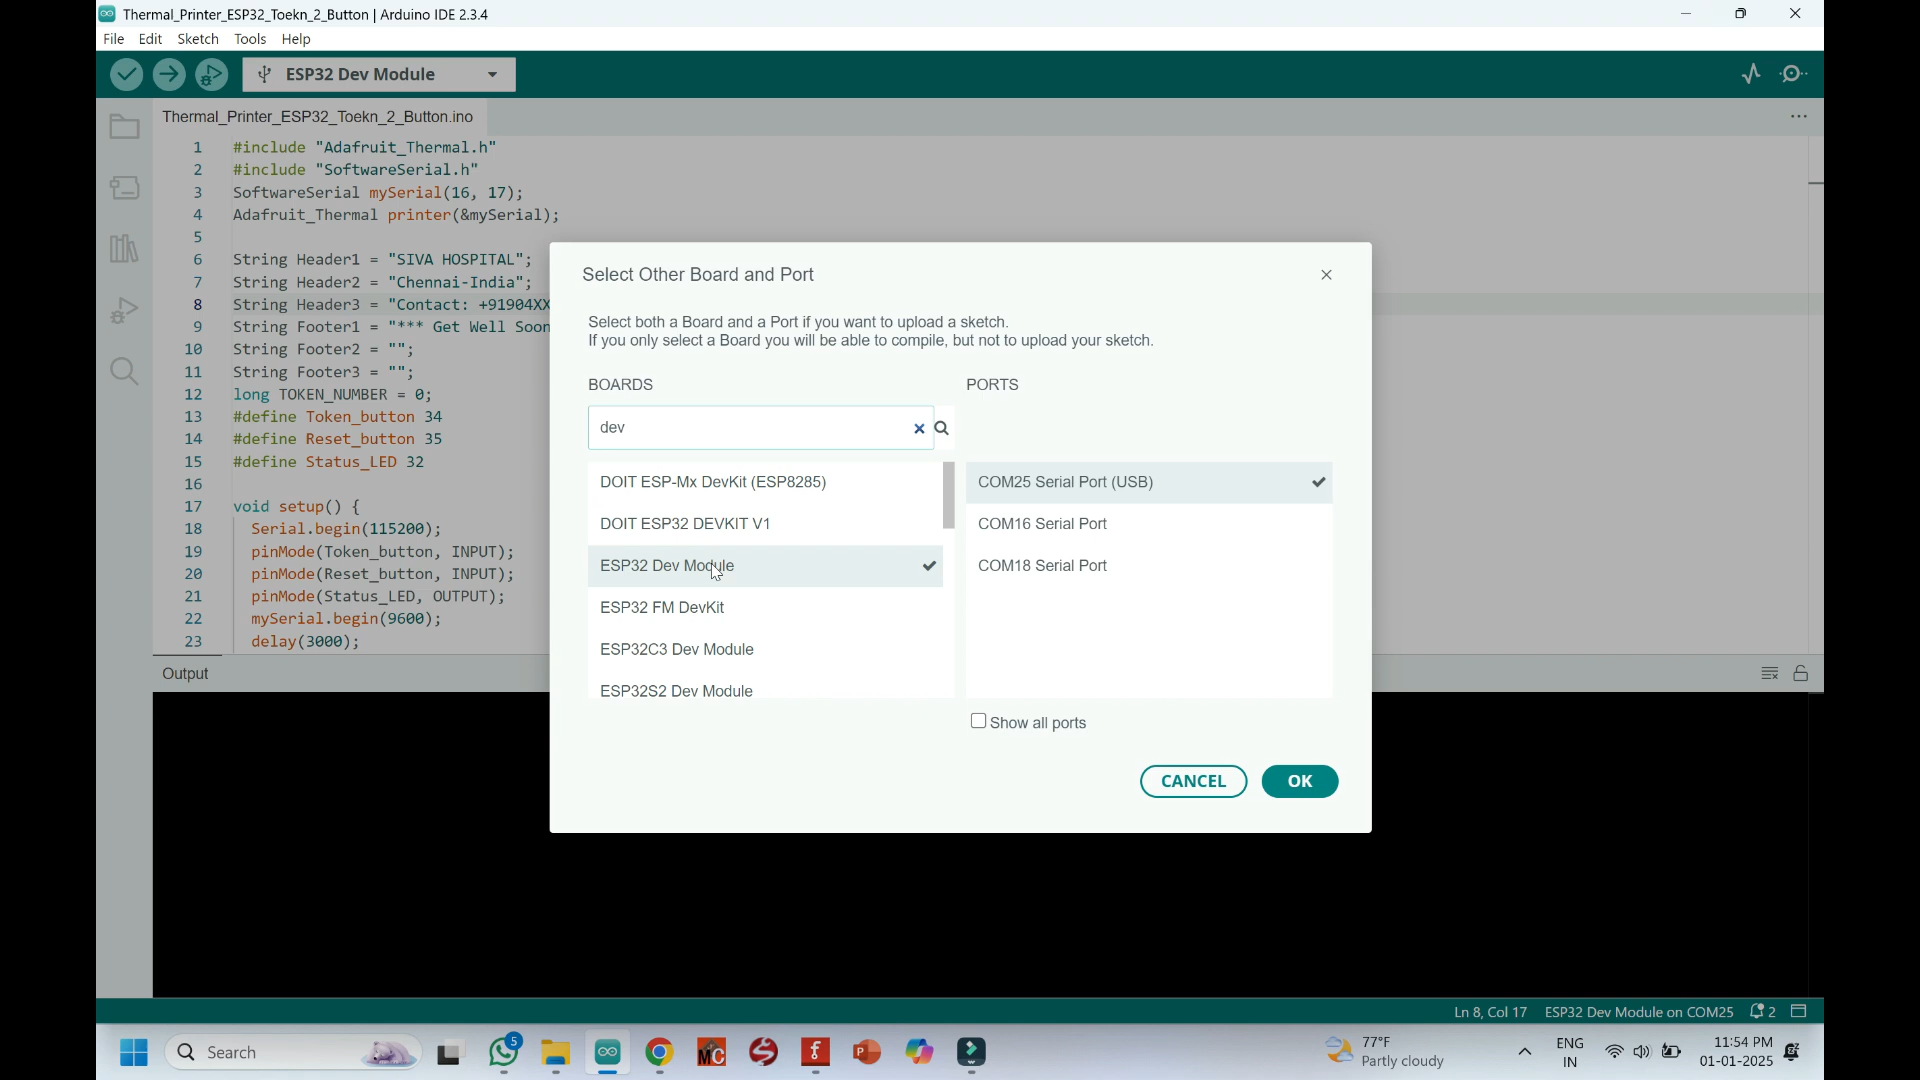 Thermal_Printer_ESP32_Toekn_2_Button | Arduino IDE 2.3.4
File Edit Sketch Tools Help
ESP32 Dev Module
Thermal_Printer_ESP32_Toekn_2_Button.ino
1 #include "Adafruit_Thermal.h"
2 #include "SoftwareSerial.h"
3 SoftwareSerial mySerial(16, 17);
4 Adafruit_Thermal printer(&mySerial);
5
6 String Header1 = "SIVA HOSPITAL";
7 String Header2 = "Chennai-India";
8 String Header3 = "Contact: +91904XX
9 String Footer1 = "*** Get Well Soon
10 String Footer2 = "";
11 String Footer3 = "";
12 long TOKEN_NUMBER = 0;
13 #define Token_button 34
14 #define Reset_button 35
15 #define Status_LED 32
16
17 void setup() {
18 Serial.begin(115200);
19 pinMode(Token_button, INPUT);
20 pinMode(Reset_button, INPUT);
21 pinMode(Status_LED, OUTPUT);
22 mySerial.begin(9600);
23 delay(3000);
Output
Select Other Board and Port
Select both a Board and a Port if you want to upload a sketch.
If you only select a Board you will be able to compile, but not to upload your sketch.
BOARDS
dev
DOIT ESP-Mx DevKit (ESP8285)
DOIT ESP32 DEVKIT V1
ESP32 Dev Module
ESP32 FM DevKit
ESP32C3 Dev Module
ESP32S2 Dev Module
PORTS
COM25 Serial Port (USB)
COM16 Serial Port
COM18 Serial Port
Show all ports
CANCEL OK
Ln 8, Col 17 ESP32 Dev Module on COM25 2
Search
5
MC
77°F
Partly cloudy
ENG
IN
11:54 PM
01-01-2025